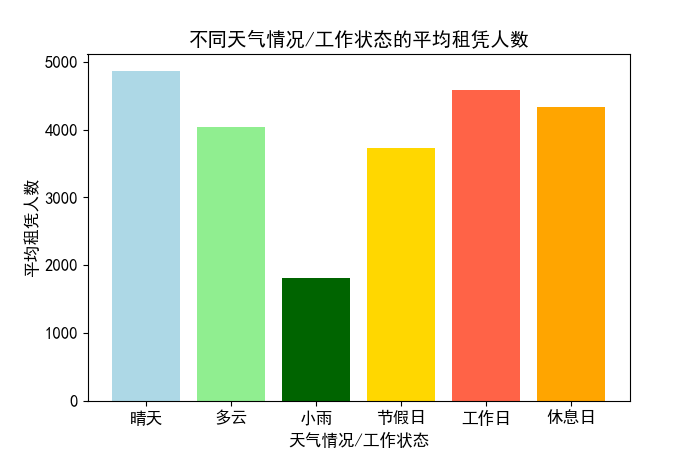 不同天气情况/工作状态的平均租凭人数
平均租凭人数
5000
4000
3000
2000
1000
0
晴天 多云 小雨 节假日 工作日 休息日
天气情况/工作状态